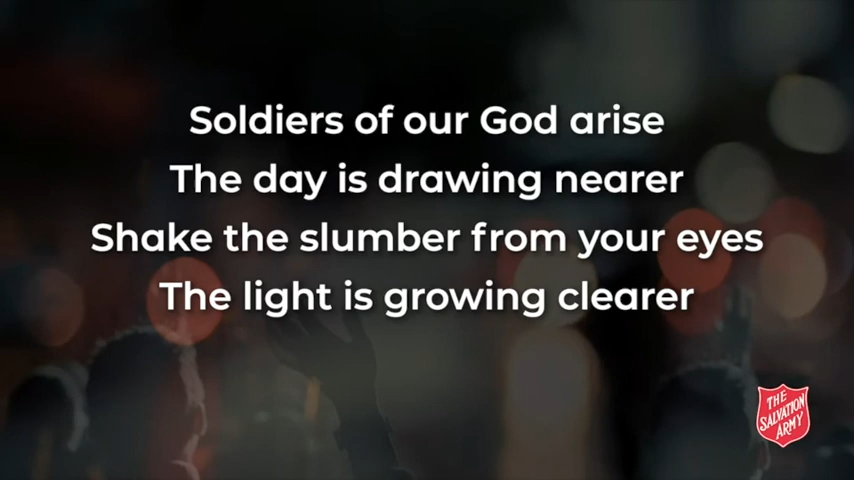 Soldiers of our God arise
The day is drawing nearer
Shake the slumber from your eyes
The light is growing clearer
THE
SALVATION
ARMY